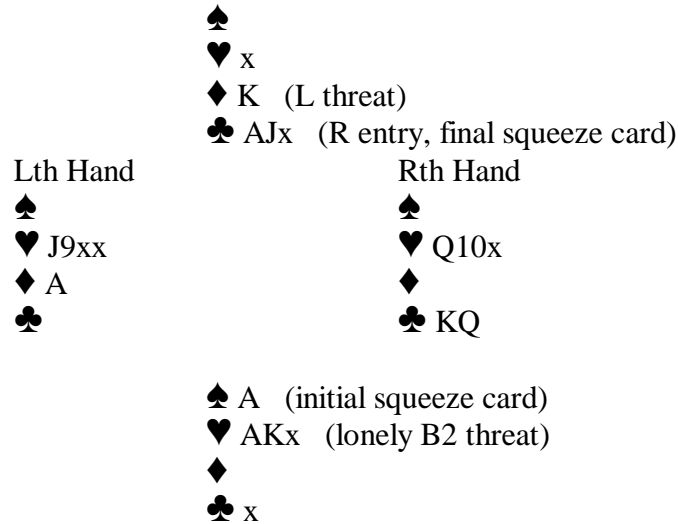 ♠
♥ x
♦ K (L threat)
♣ AJx (R entry, final squeeze card)
Lth Hand Rth Hand
♠ ♠
♥ J9xx ♥ Q10x
♦ A ♦
♣ ♣ KQ
♠ A (initial squeeze card)
♥ AKx (lonely B2 threat)
♦
♣ x